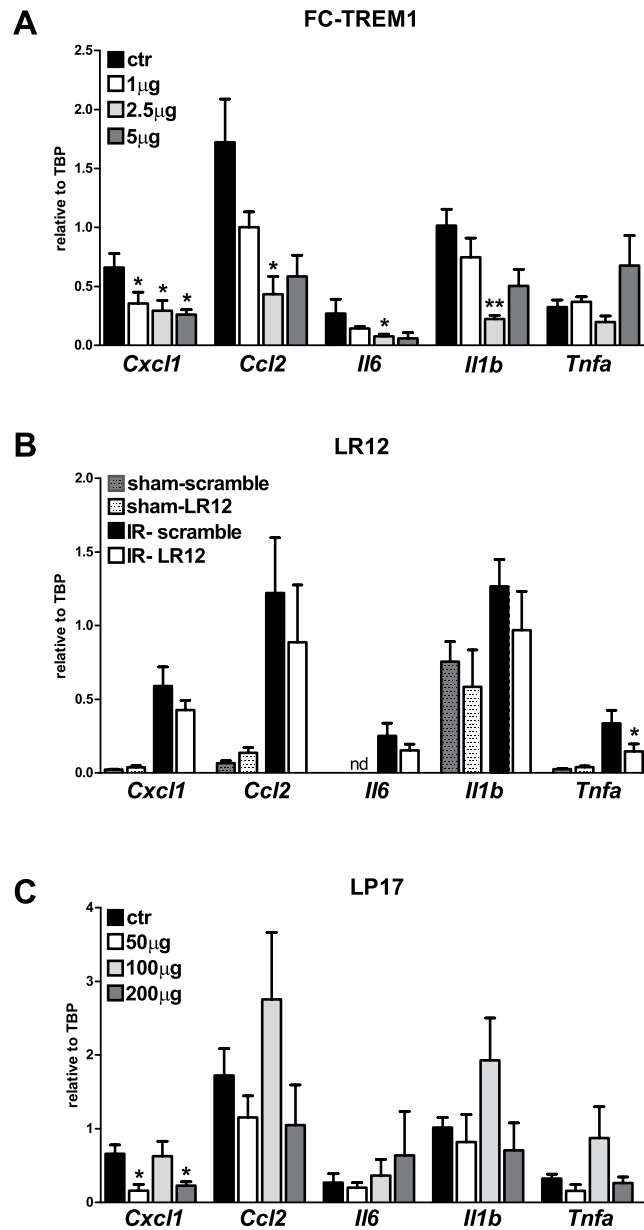 A
FC-TREM1
relative to TBP
2.5
2.0
1.5
1.0
0.5
0.0
ctr
1μg
2.5μg
5μg
* * *
*
*
**
Cxcl1 Ccl2 Il6 Il1b Tnfa
B
LR12
relative to TBP
2.0
1.5
1.0
0.5
0.0
sham-scramble
sham-LR12
IR- scramble
IR- LR12
nd
*
Cxcl1 Ccl2 Il6 Il1b Tnfa
C
LP17
relative to TBP
4
3
2
1
0
ctr
50μg
100μg
200μg
* *
Cxcl1 Ccl2 Il6 Il1b Tnfa